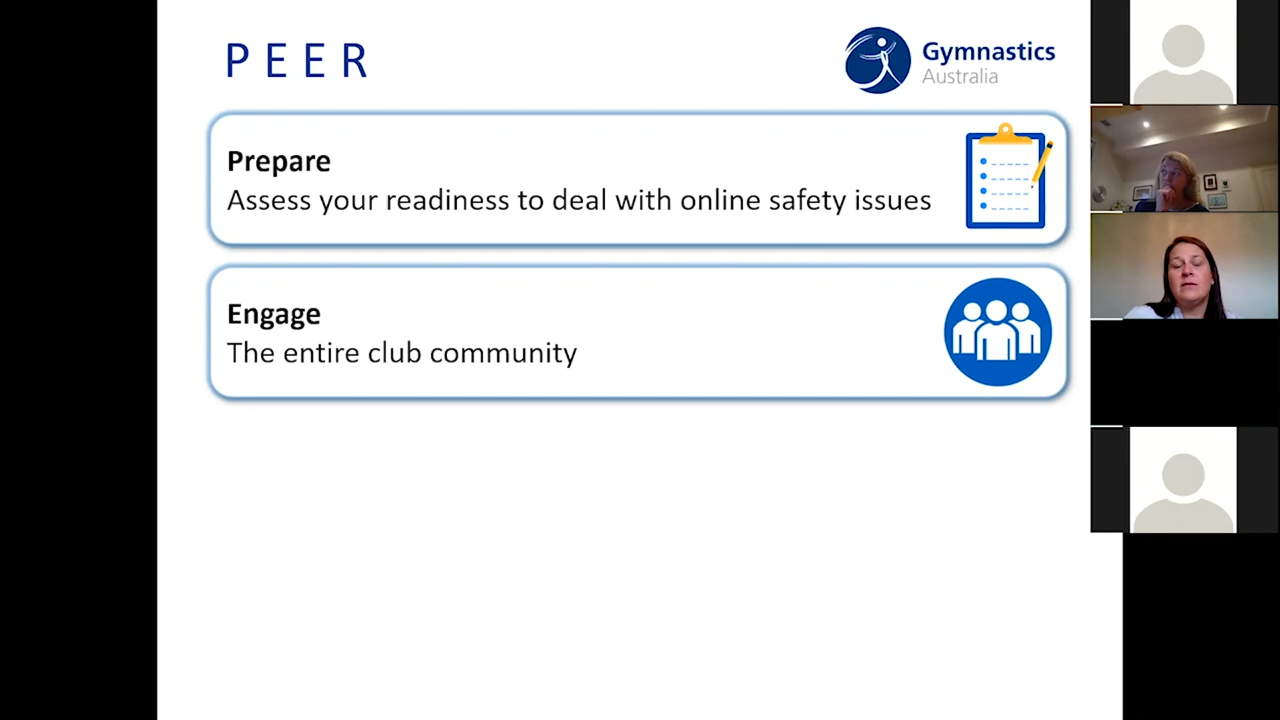 PEER
Gymnastics
Australia
Prepare
Assess your readiness to deal with online safety issues
Engage
The entire club community